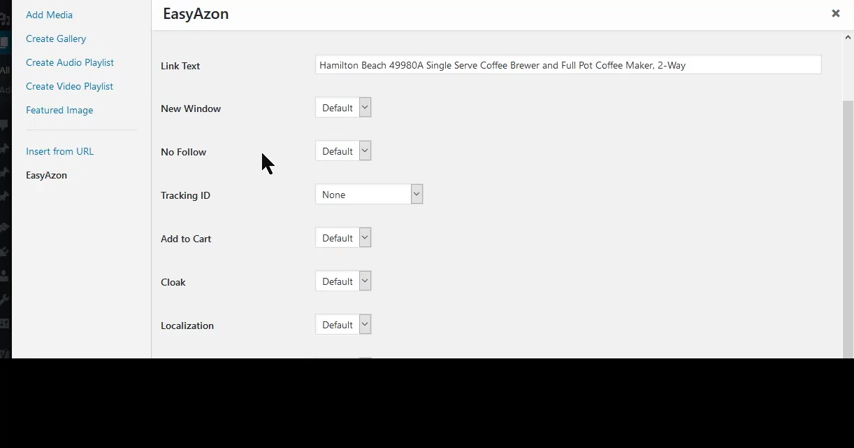 Add Media
Create Gallery
Create Audio Playlist
Create Video Playlist
Featured Image
Insert from URL
EasyAzon
EasyAzon
Link Text Hamilton Beach 49980A Single Serve Coffee Brewer and Full Pot Coffee Maker, 2-Way
New Window Default
No Follow Default
Tracking ID None
Add to Cart Default
Cloak Default
Localization Default